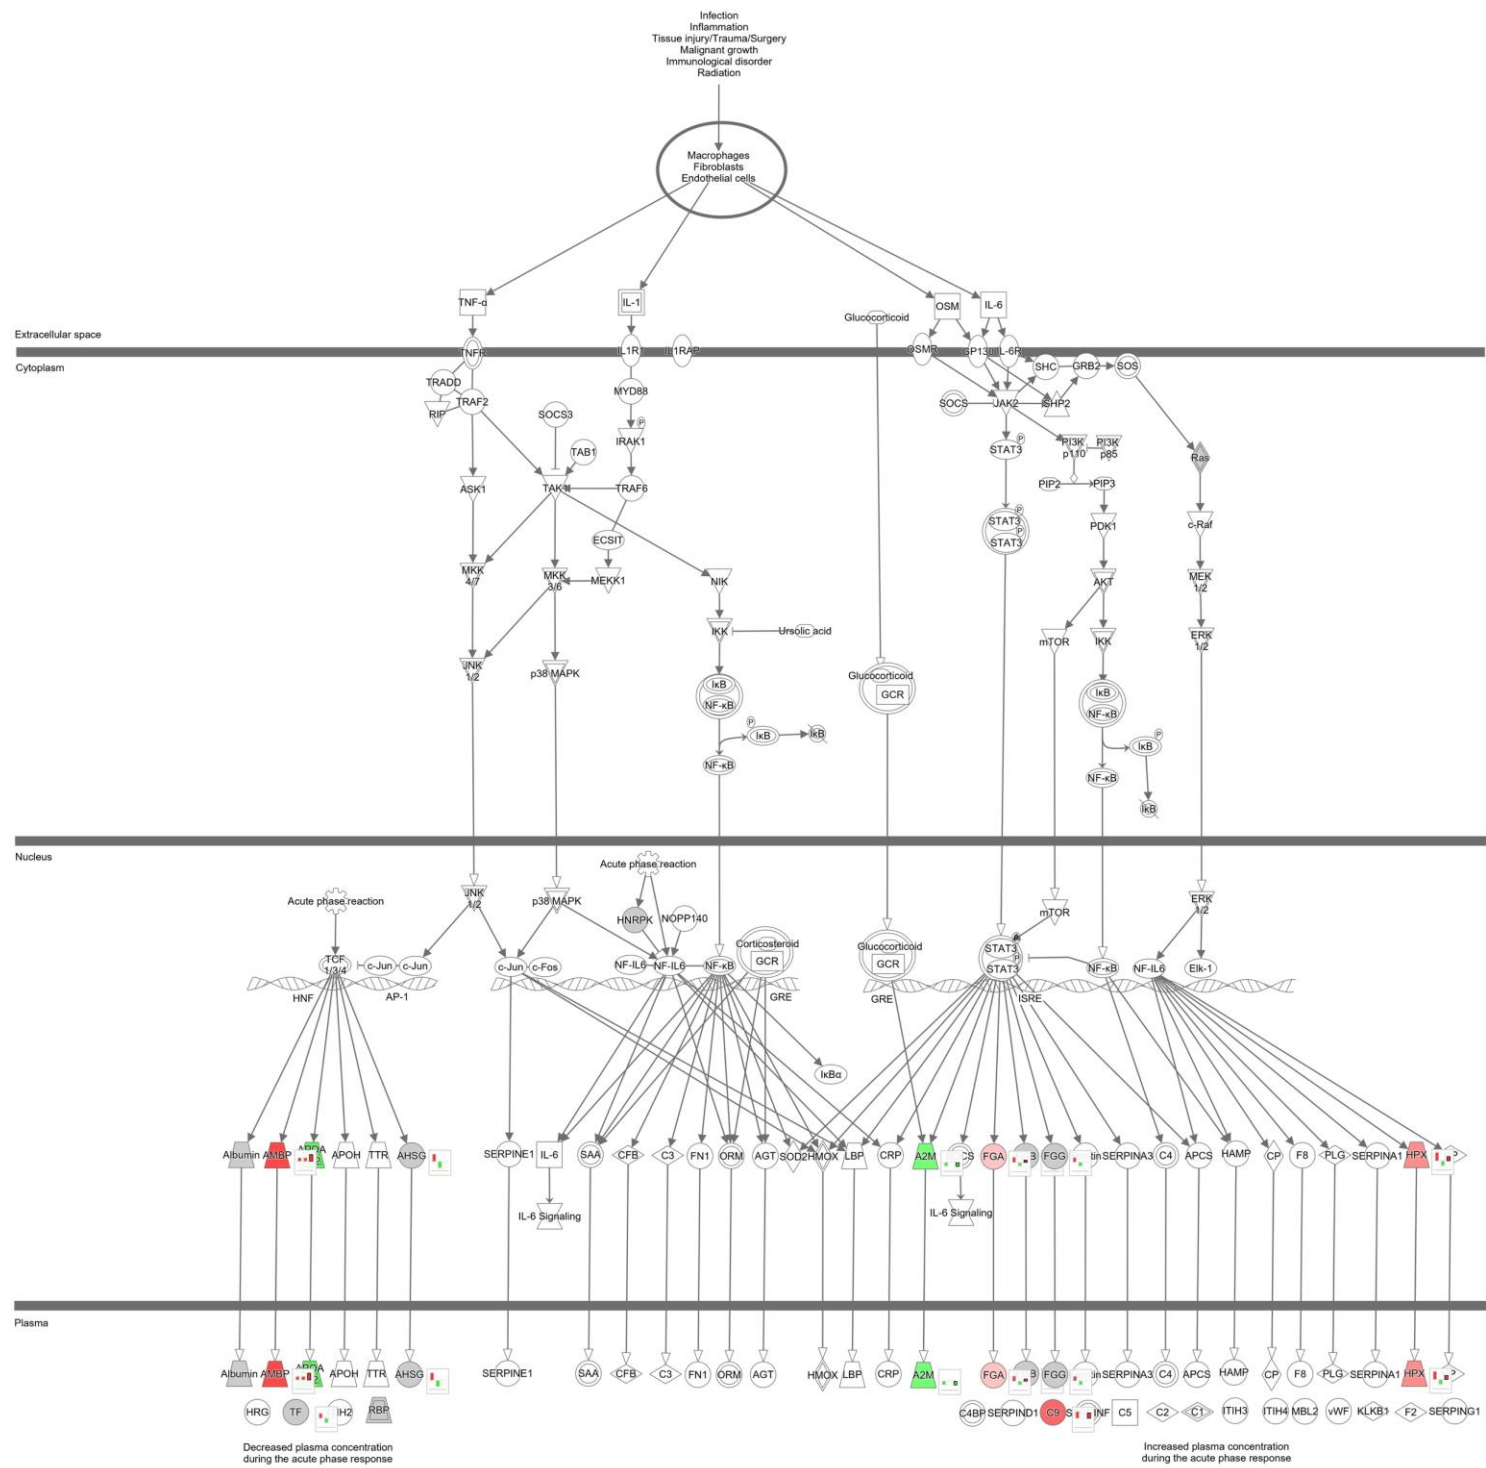 Infection
Inflammation
Tissue injury/Trauma/Surgery
Malignant growth
Immunological disorder
Radiation
Macrophages
Fibroblasts
Endothelial cells
TNF-α
IL-1
OSM
IL-6
Glucocorticoid
Extracellular space
TNFR
IL1R
IL1RAP
OSMR
GP130
IL-6R
Cytoplasm
TRADD
RIP
TRAF2
MYD88
SHC
GRB2
SOS
SOCS3
P
IRAK1
SOCS
JAK2
SHP2
TAB1
P
STAT3
PI3K
p110
PI3K
p85
Ras
ASK1
TRAF6
PIP2
PIP3
ECSIT
P
STAT3
P
STAT3
PDK1
c-Raf
MKK
4/7
MKK
3/6
MEKK1
NIK
AKT
MEK
1/2
IKK
Ursolic acid
mTOR
IKK
ERK
1/2
JNK
1/2
p38 MAPK
IκB
NF-κB
Glucocorticoid
GCR
IκB
NF-κB
P
IκB
IκB
NF-κB
P
IκB
NF-κB
IκB
Nucleus
Acute phase reaction
Acute phase reaction
JNK
1/2
p38 MAPK
HNRPK
NOPP140
mTOR
ERK
1/2
TCF
1/3/4
c-Jun
c-Jun
c-Jun
c-Fos
NF-IL6
NF-IL6
NF-κB
Corticosteroid
GCR
Glucocorticoid
GCR
STAT3
P
STAT3
NF-κB
NF-IL6
Elk-1
HNF
AP-1
GRE
GRE
ISRE
IκBα
Albumin
AMBP
APOH
TTR
AHSG
SERPINE1
IL-6
SAA
CFB
C3
FN1
ORM
AGT
SOD2
HMOX
LBP
CRP
A2M
FGA
FGG
SERPINA3
C4
APCS
HAMP
CP
F8
PLG
SERPINA1
HPX
IL-6 Signaling
IL-6 Signaling
Plasma
Albumin
AMBP
APOH
TTR
AHSG
SERPINE1
SAA
CFB
C3
FN1
ORM
AGT
HMOX
LBP
CRP
A2M
FGA
FGG
SERPINA3
C4
APCS
HAMP
CP
F8
PLG
SERPINA1
HPX
HRG
TF
RBP
C4BP
SERPIND1
C9
C5
C2
C1
ITIH3
ITIH4
MBL2
vWF
KLKB1
F2
SERPING1
Decreased plasma concentration
during the acute phase response
Increased plasma concentration
during the acute phase response